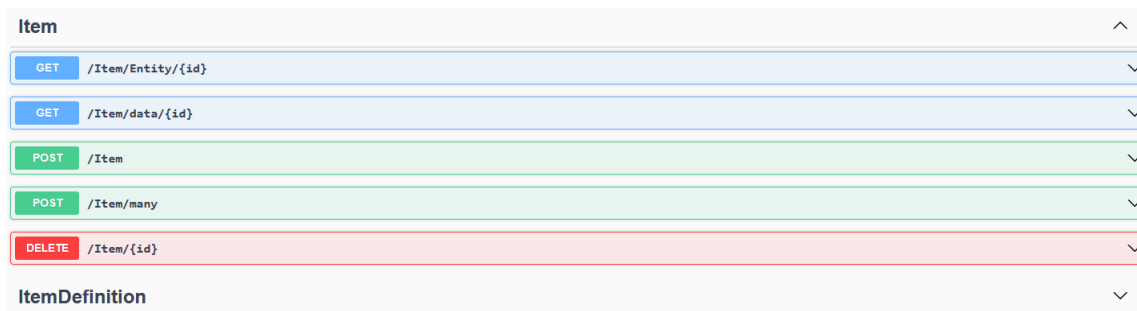 Item
GET /Item/Entity/{id}
GET /Item/data/{id}
POST /Item
POST /Item/many
DELETE /Item/{id}
ItemDefinition